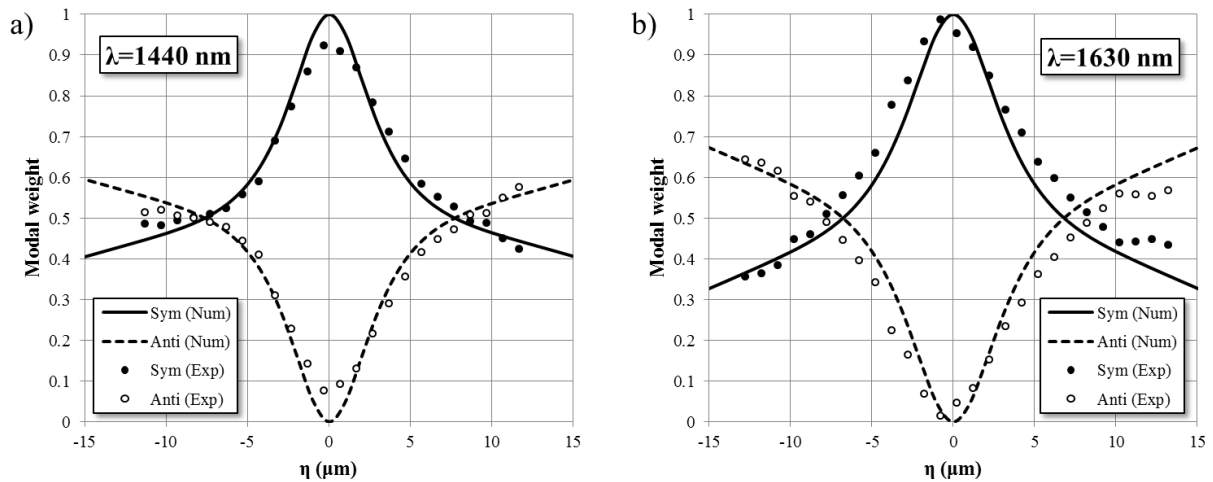 a)
λ=1440 nm
Modal weight
1
0.9
0.8
0.7
0.6
0.5
0.4
0.3
0.2
0.1
0
Sym (Num)
Anti (Num)
Sym (Exp)
Anti (Exp)
-15 -10 -5 0 5 10 15
η (μm)
b)
λ=1630 nm
Modal weight
1
0.9
0.8
0.7
0.6
0.5
0.4
0.3
0.2
0.1
0
Sym (Num)
Anti (Num)
Sym (Exp)
Anti (Exp)
-15 -10 -5 0 5 10 15
η (μm)